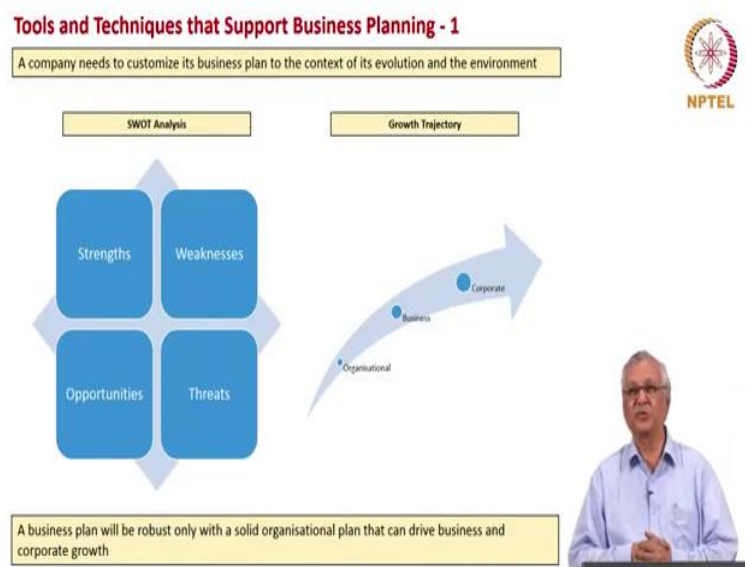 Tools and Techniques that Support Business Planning - 1
A company needs to customize its business plan to the context of its evolution and the environment
NPTEL
SWOT Analysis
Growth Trajectory
Strengths
Weaknesses
Opportunities
Threats
Corporate
Business
Organisational
A business plan will be robust only with a solid organisational plan that can drive business and
corporate growth